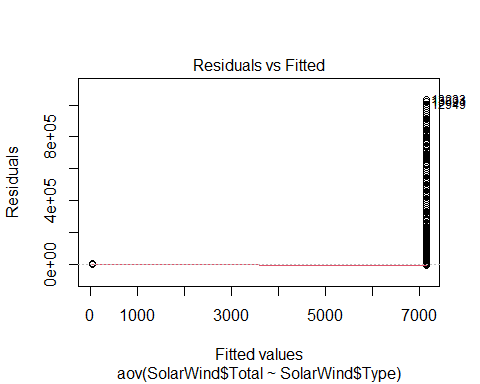 Residuals vs Fitted
Residuals
0e+00 4e+05 8e+05
0 1000 3000 5000 7000
Fitted values
aov(SolarWind$Total ~ SolarWind$Type)